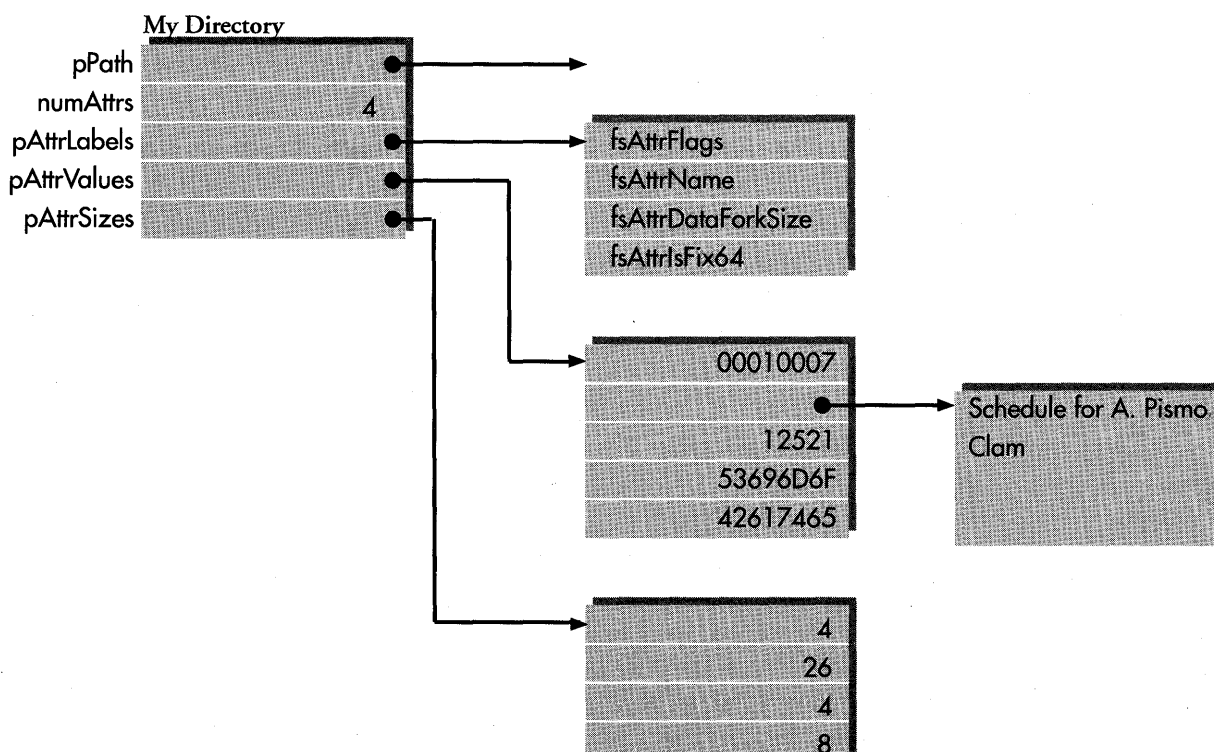 My Directory
pPath
numAttrs
4
pAttrLabels
pAttrValues
pAttrSizes
fsAttrFlags
fsAttrName
fsAttrDataForkSize
fsAttrIsFix64
00010007
12521
53696D6F
42617465
Schedule for A. Pismo
Clam
4
26
4
8